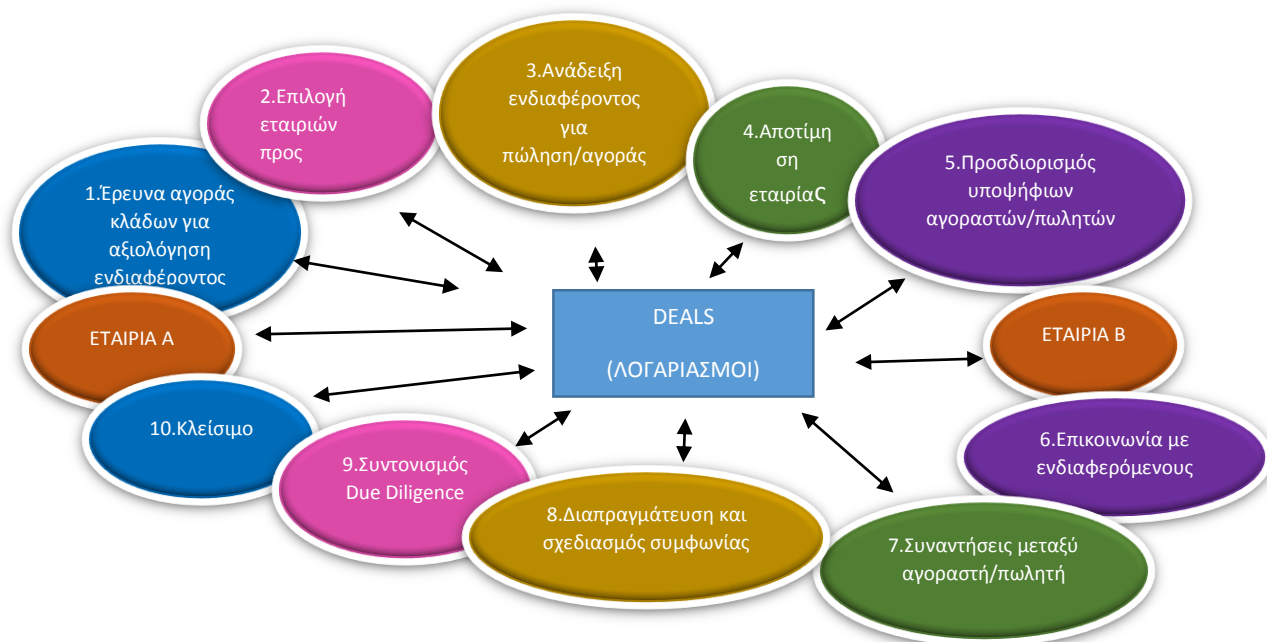 1.Έρευνα αγοράς
κλάδων για
αξιολόγηση
ενδιαφέροντος
2.Επιλογή
εταιριών
προς
3.Ανάδειξη
ενδιαφέροντος
για
πώληση/αγοράς
4.Αποτίμη
ση
εταιρίας
5.Προσδιορισμός
υποψήφιων
αγοραστών/πωλητών
ΕΤΑΙΡΙΑ Α
DEALS
(ΛΟΓΑΡΙΑΣΜΟΙ)
ΕΤΑΙΡΙΑ Β
6.Επικοινωνία με
ενδιαφερόμενους
7.Συναντήσεις μεταξύ
αγοραστή/πωλητή
8.Διαπραγμάτευση και
σχεδιασμός συμφωνίας
9.Συντονισμός
Due Diligence
10.Κλείσιμο